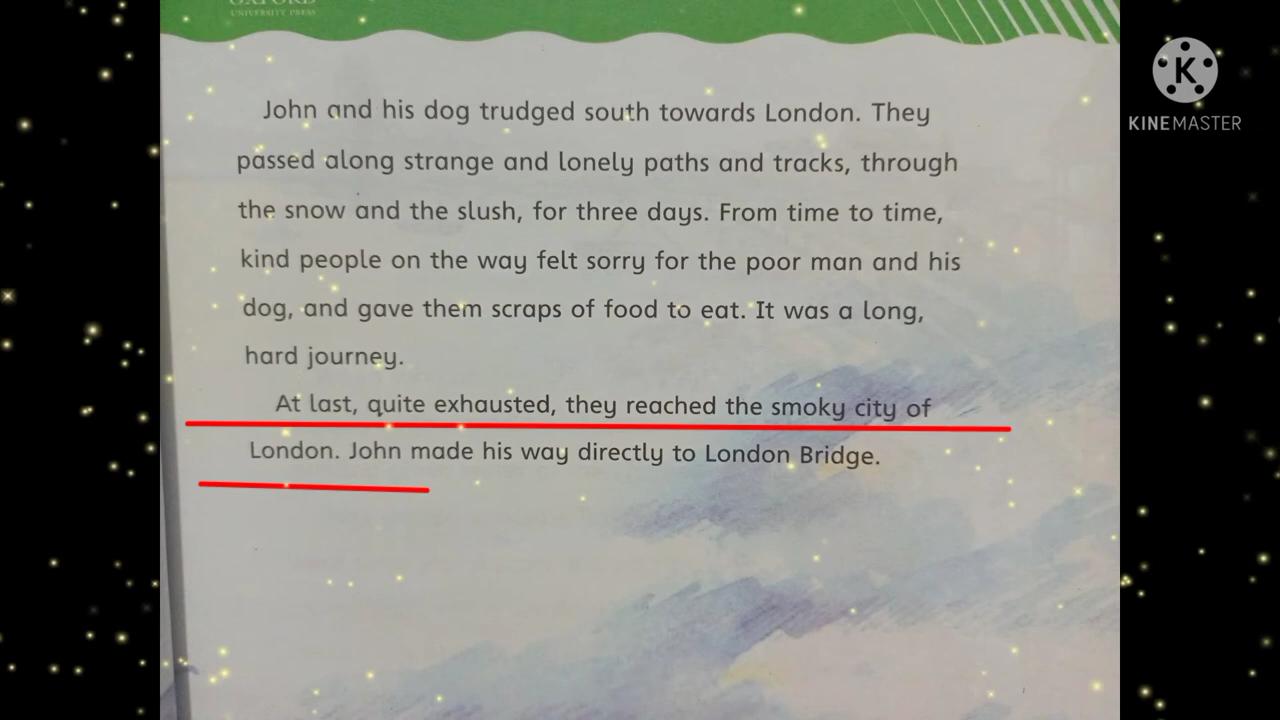 OXFORD
UNIVERSITY PRESS
John and his dog trudged south towards London. They
passed along strange and lonely paths and tracks, through
the snow and the slush, for three days. From time to time,
kind people on the way felt sorry for the poor man and his
dog, and gave them scraps of food to eat. It was a long,
hard journey.
At last, quite exhausted, they reached the smoky city of
London. John made his way directly to London Bridge.
K
KINEMASTER